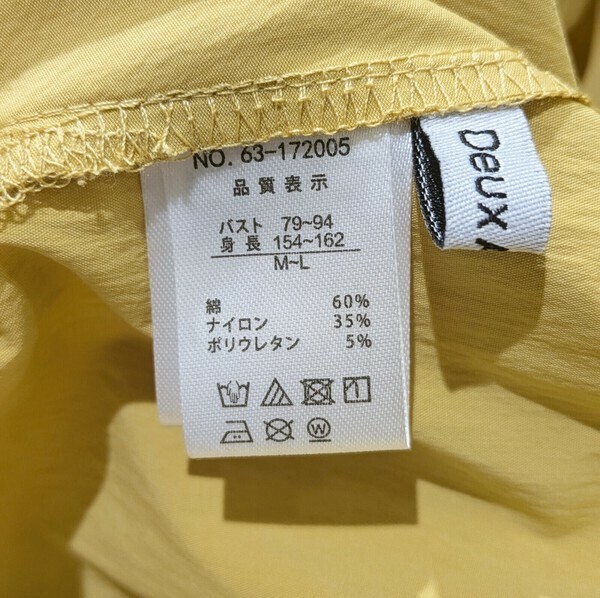 NO. 63-172005
品質表示
バスト 79~94
身長 154~162
M~L
綿 60%
ナイロン 35%
ポリウレタン 5%
W
Deux